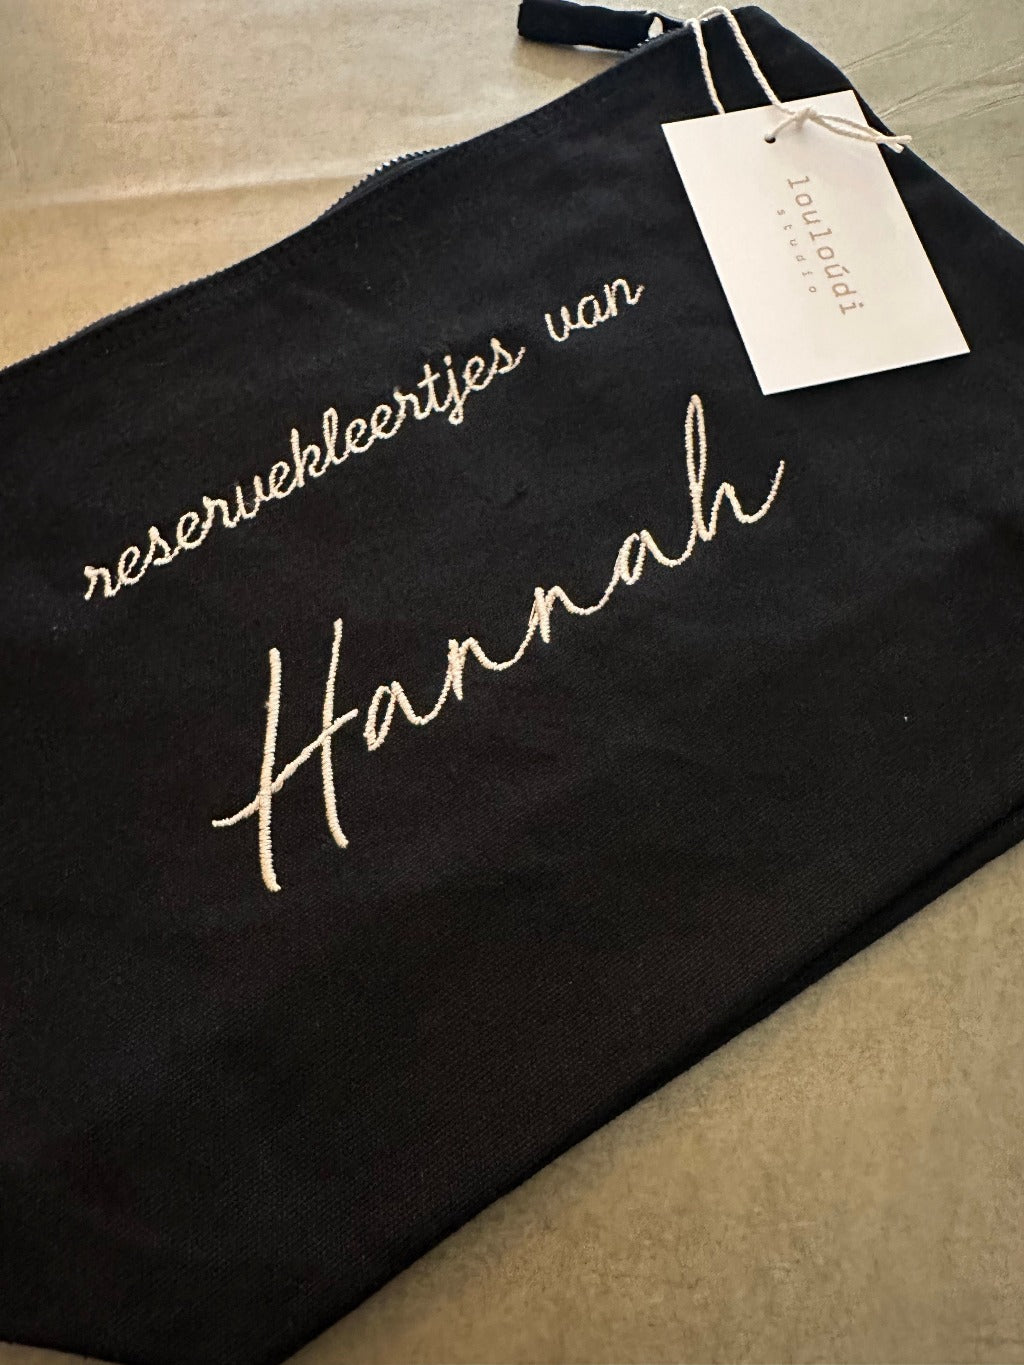 louloúdi
studio
reservekleertjes van
Hannah